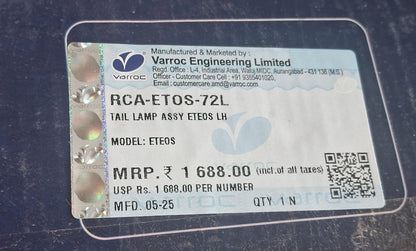 Manufactured & Marketed by :
Varroc Engineering Limited
Regd. Office : L-4, Industrial Area, Waluj MIDC, Aurangabad - 431 136 (M.S.)
Officer - Customer Care Cell : +91 9355401020,
Email : customercare.amd@varroc.com
varroc
RCA-ETOS-72L
TAIL LAMP ASSY ETEOS LH
MODEL: ETEOS
MRP.₹ 1 688.00 (incl.of all taxes)
USP Rs. 1 688.00 PER NUMBER
MFD. 05-25 QTY 1 N